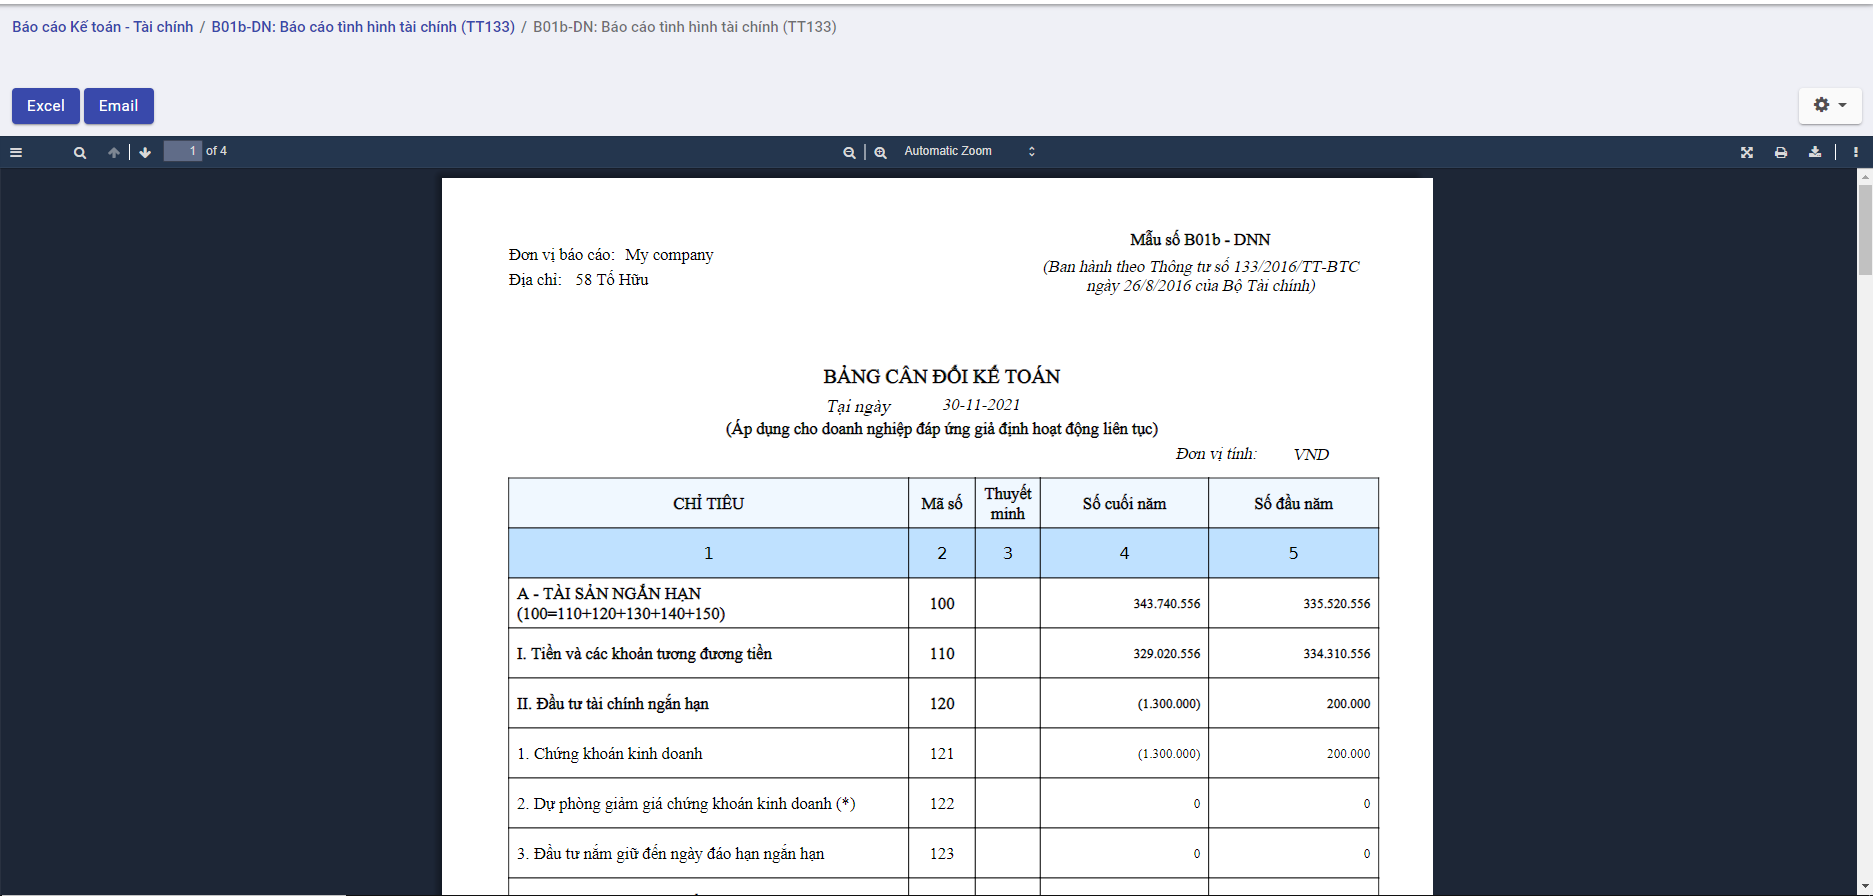 Báo cáo Kế toán - Tài chính / B01b-DN: Báo cáo tình hình tài chính (TT133) / B01b-DN: Báo cáo tình hình tài chính (TT133)
Excel Email
1 of 4 Automatic Zoom
Mẫu số B01b - DNN
Đơn vị báo cáo: My company
(Ban hành theo Thông tư số 133/2016/TT-BTC
Địa chỉ: 58 Tố Hữu
ngày 26/8/2016 của Bộ Tài chính)
BẢNG CÂN ĐỐI KẾ TOÁN
Tại ngày 30-11-2021
(Áp dụng cho doanh nghiệp đáp ứng giả định hoạt động liên tục)
Đơn vị tính: VND
CHỈ TIÊU Mã số Thuyết minh Số cuối năm Số đầu năm
1 2 3 4 5
A - TÀI SẢN NGẮN HẠN
(100=110+120+130+140+150) 100 343.740.556 335.520.556
I. Tiền và các khoản tương đương tiền 110 329.020.556 334.310.556
II. Đầu tư tài chính ngắn hạn 120 (1.300.000) 200.000
1. Chứng khoán kinh doanh 121 (1.300.000) 200.000
2. Dự phòng giảm giá chứng khoán kinh doanh (*) 122 0 0
3. Đầu tư nắm giữ đến ngày đáo hạn ngắn hạn 123 0 0